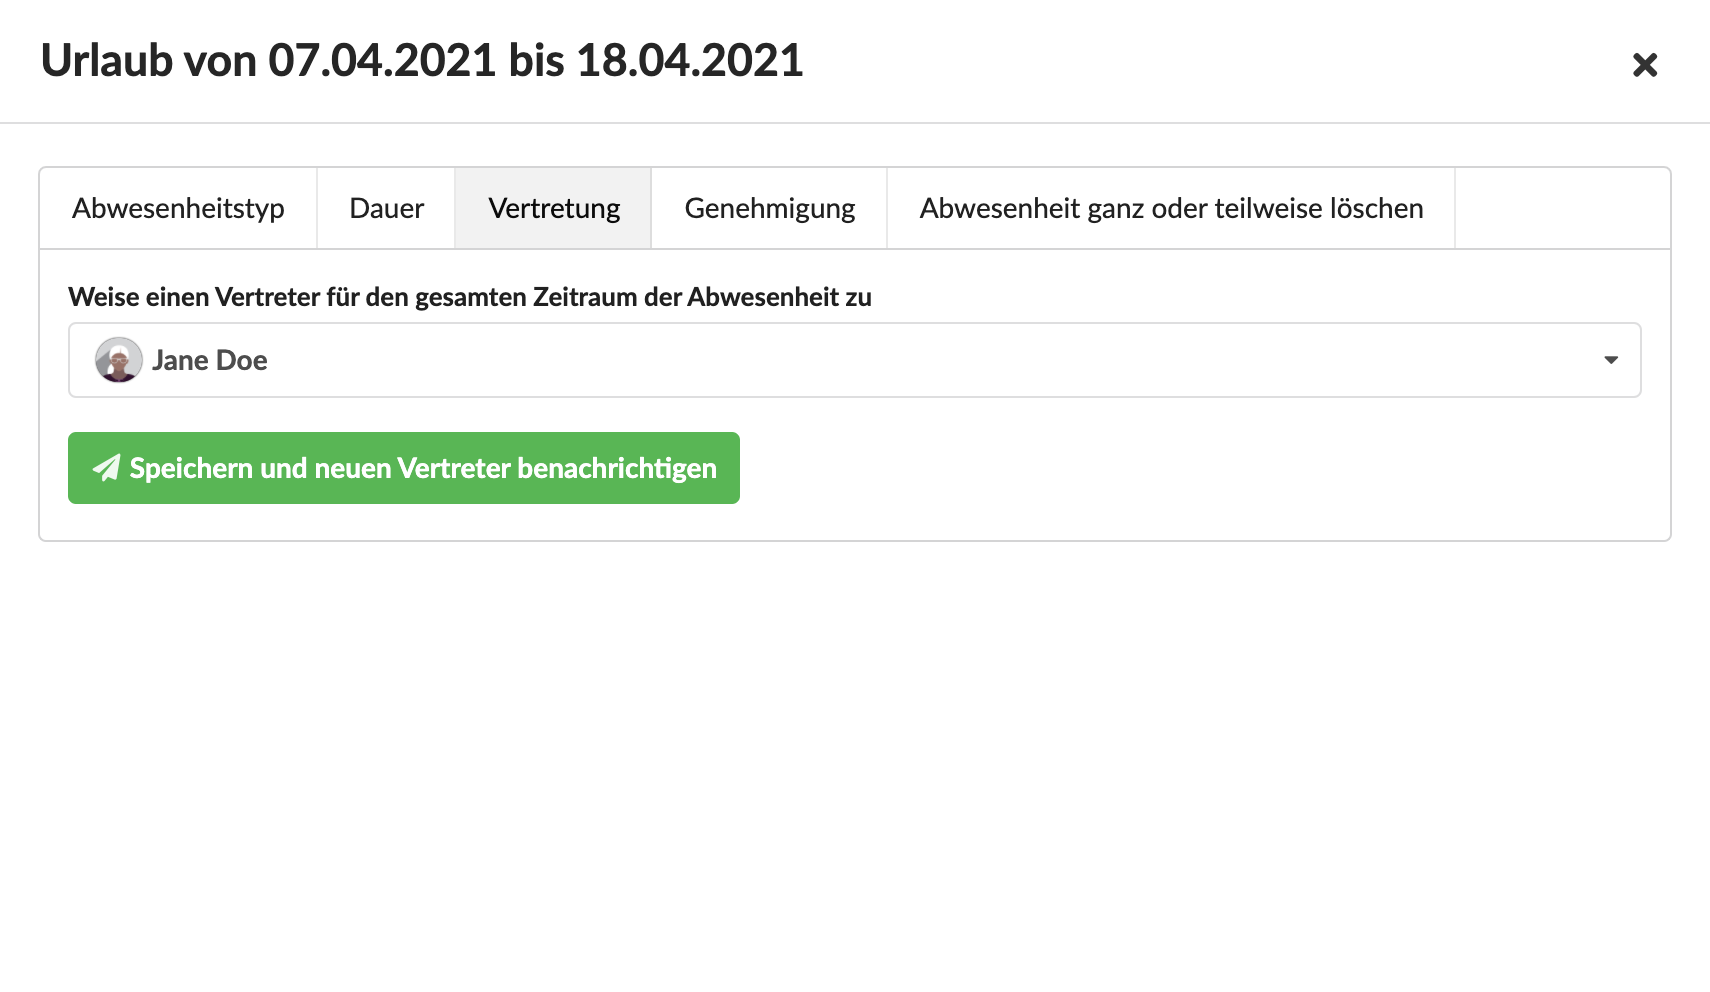 Urlaub von 07.04.2021 bis 18.04.2021
Abwesenheitstyp
Dauer
Vertretung
Genehmigung
Abwesenheit ganz oder teilweise löschen
Weise einen Vertreter für den gesamten Zeitraum der Abwesenheit zu
Jane Doe
Speichern und neuen Vertreter benachrichtigen